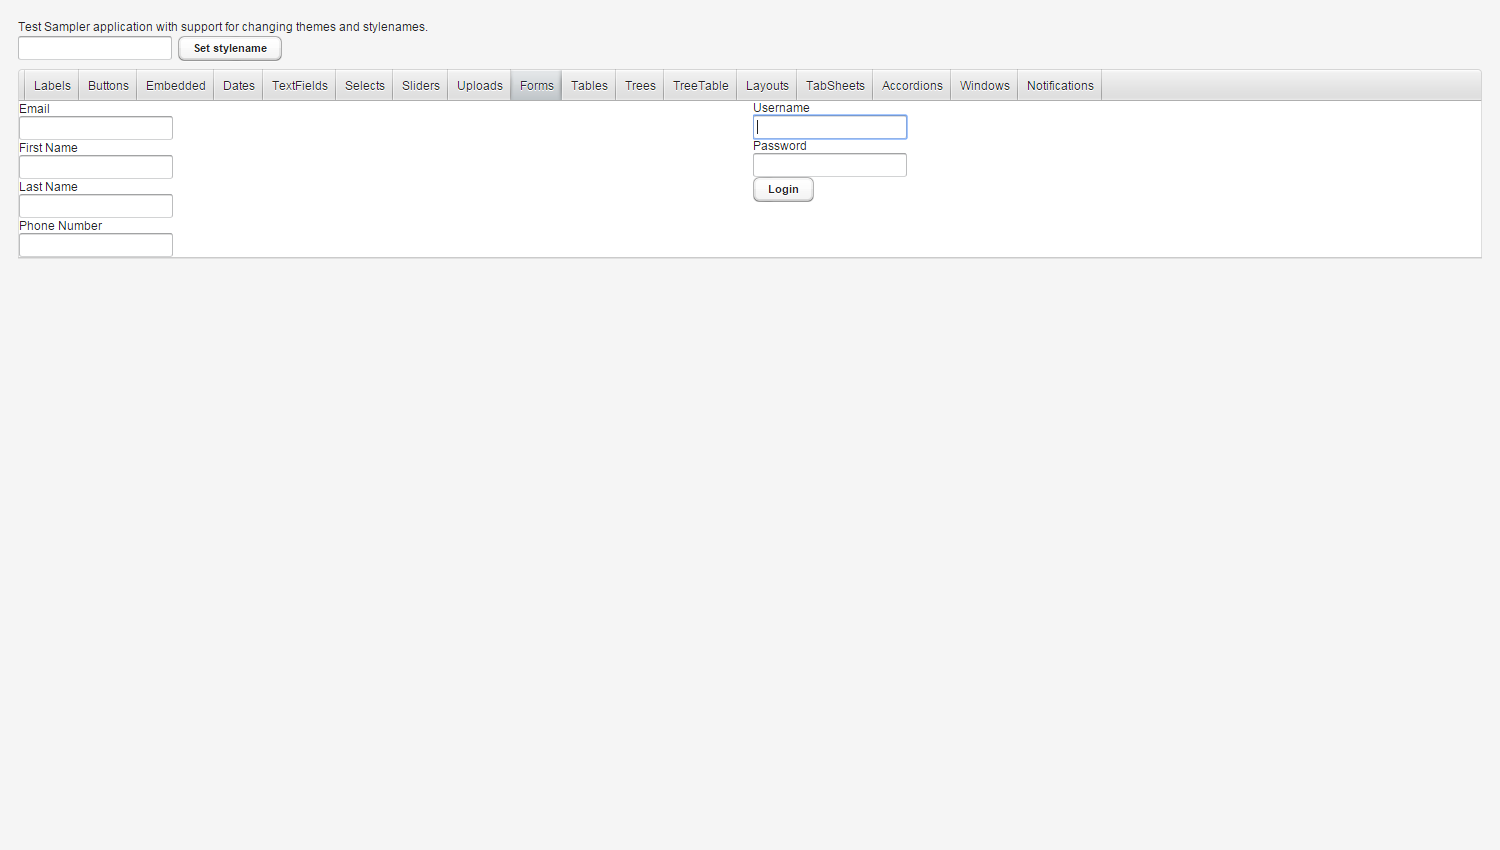 Test Sampler application with support for changing themes and stylenames.
Set stylename
Labels Buttons Embedded Dates TextFields Selects Sliders Uploads Forms Tables Trees TreeTable Layouts TabSheets Accordions Windows Notifications
Email
First Name
Last Name
Phone Number
Username
Password
Login